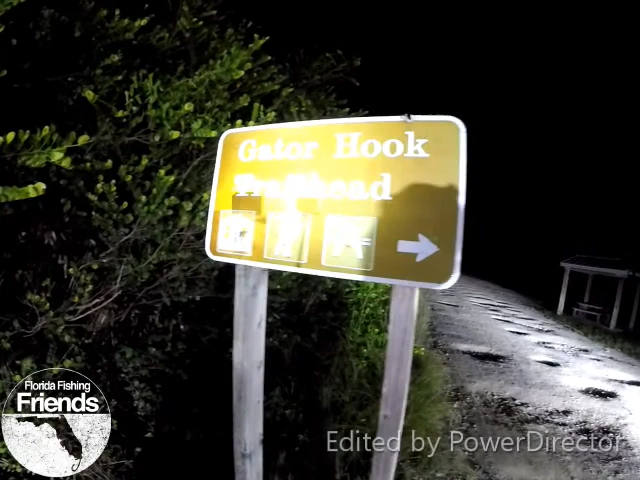 Gator Hook
Trailhead
Florida Fishing
Friends
Edited by PowerDirector